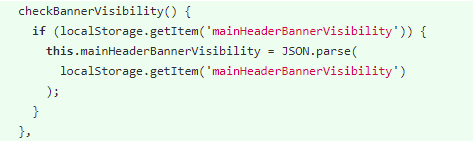 checkBannerVisibility() {
  if (localStorage.getItem('mainHeaderBannerVisibility')) {
    this.mainHeaderBannerVisibility = JSON.parse(
      localStorage.getItem('mainHeaderBannerVisibility')
    );
  }
},